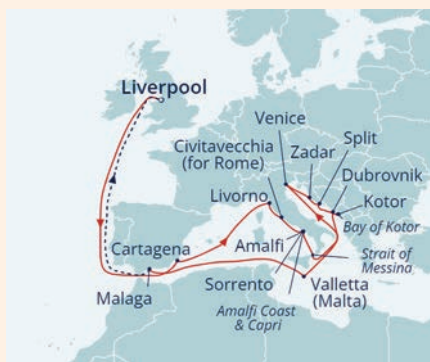 Liverpool
Venice
Split
Civitavecchia
(for Rome)
Zadar
Dubrovnik
Livorno
Kotor
Bay of Kotor
Cartagena
Amalfi
Strait of
Messina
Malaga
Sorrento
Valletta
(Malta)
Amalfi Coast
& Capri